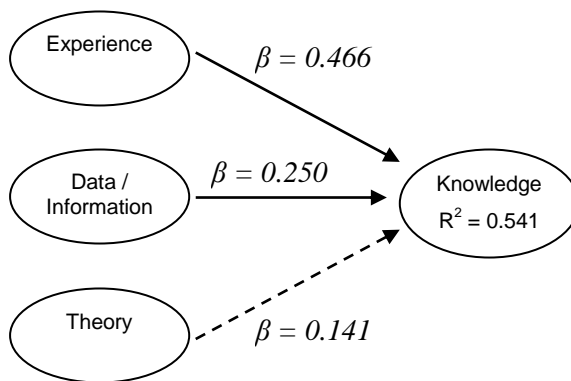 Experience
β = 0.466
Data /
Information
β = 0.250
Knowledge
R² = 0.541
Theory
β = 0.141